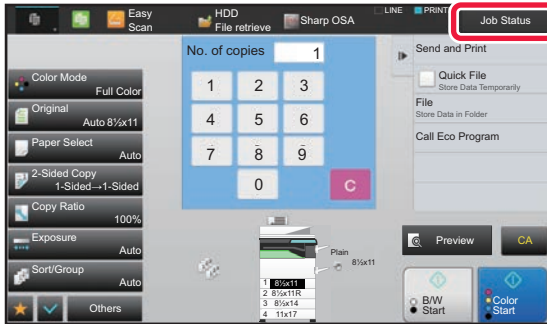 Easy
Scan
HDD
File retrieve
Sharp OSA
LINE
PRINT
Job Status
No. of copies
1
Send and Print
Quick File
Store Data Temporarily
File
Store Data in Folder
Call Eco Program
Color Mode
Full Color
Original
Auto 8½x11
Paper Select
Auto
2-Sided Copy
1-Sided→1-Sided
Copy Ratio
100%
Exposure
Auto
Sort/Group
Auto
Others
1 2 3
4 5 6
7 8 9
0 C
Plain
8½x11
1 8½x11
2 8½x11R
3 8½x14
4 11x17
Preview
CA
B/W
Start
Color
Start